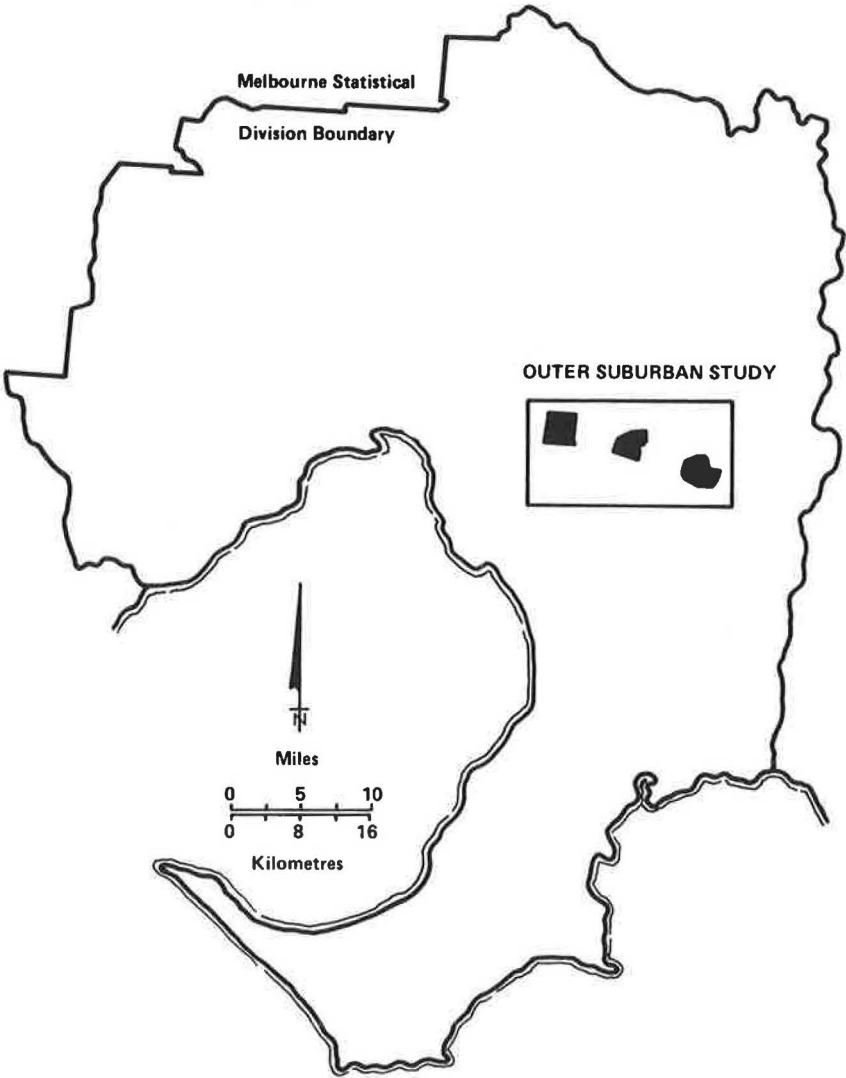 Melbourne Statistical
Division Boundary
OUTER SUBURBAN STUDY
N
Miles
0 5 10
0 8 16
Kilometres